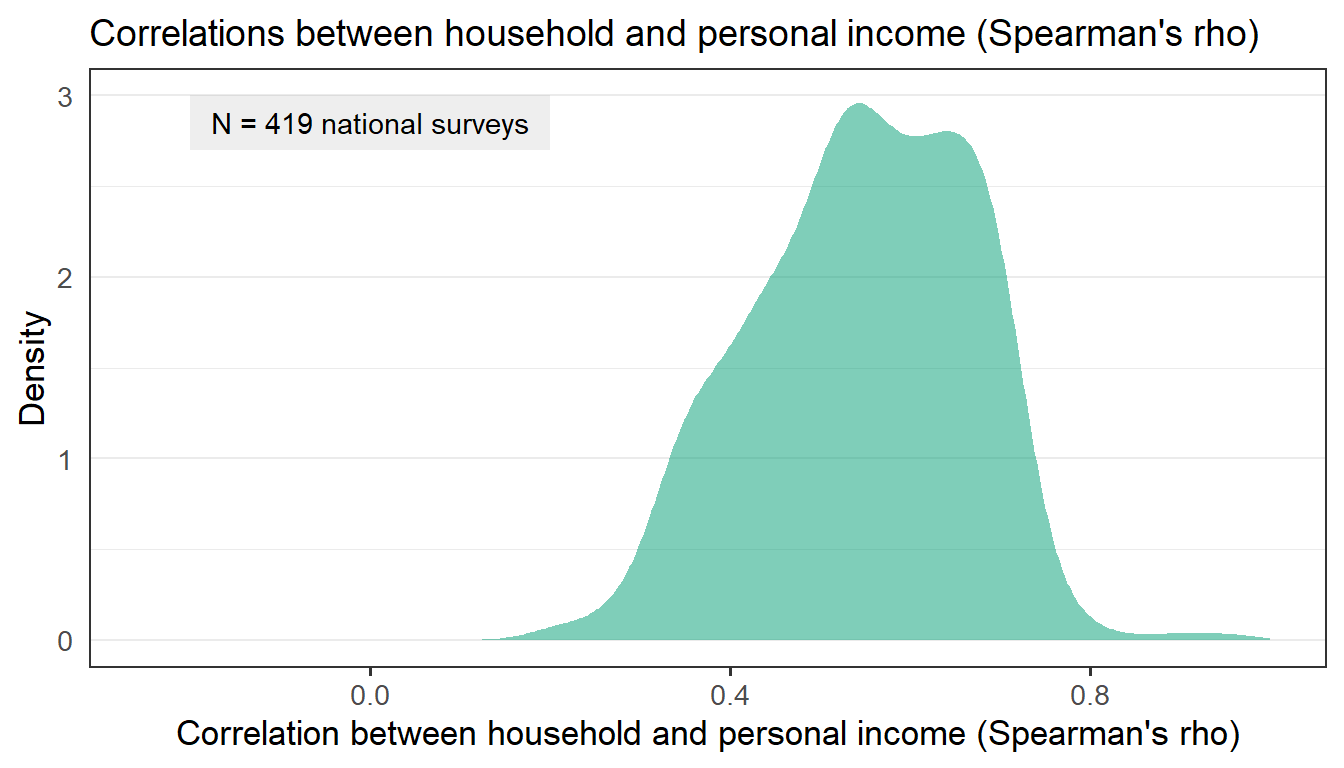 Correlations between household and personal income (Spearman's rho)
N = 419 national surveys
3
2
1
0
Density
0.0 0.4 0.8
Correlation between household and personal income (Spearman's rho)